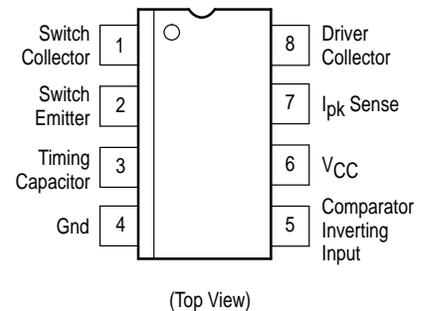 Switch
Collector
1
Switch
Emitter
2
Timing
Capacitor
3
Gnd
4
8
Driver
Collector
7
Ipk Sense
6
VCC
5
Comparator
Inverting
Input
(Top View)